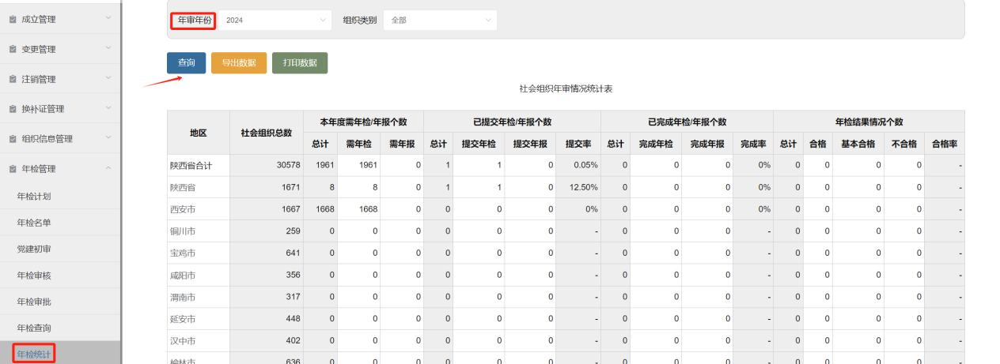 成立管理
变更管理
注销管理
换补证管理
组织信息管理
年检管理
年检计划
年检名单
党建初审
年检审核
年检审批
年检查询
年检统计
年审年份 2024 组织类别 全部
查询 导出数据 打印数据
社会组织年审情况统计表
地区 社会组织总数 本年度需年检/年报个数 已提交年检/年报个数 已完成年检/年报个数 年检结果情况个数
总计 需年检 需年报 总计 提交年检 提交年报 提交率 总计 完成年检 完成年报 完成率 总计 合格 基本合格 不合格 合格率
陕西省合计 30578 1961 1961 0 1 1 0 0.05% 0 0 0 0% 0 0 0 0 -
陕西省 1671 8 8 0 1 1 0 12.50% 0 0 0 0% 0 0 0 0 -
西安市 1667 1668 1668 0 0 0 0 0% 0 0 0 0% 0 0 0 0 -
铜川市 259 0 0 0 0 0 0 - 0 0 0 - 0 0 0 0 -
宝鸡市 641 0 0 0 0 0 0 - 0 0 0 - 0 0 0 0 -
咸阳市 356 0 0 0 0 0 0 - 0 0 0 - 0 0 0 0 -
渭南市 317 0 0 0 0 0 0 - 0 0 0 - 0 0 0 0 -
延安市 448 0 0 0 0 0 0 - 0 0 0 - 0 0 0 0 -
汉中市 402 0 0 0 0 0 0 - 0 0 0 - 0 0 0 0 -
榆林市 636 0 0 0 0 0 0 - 0 0 0 - 0 0 0 0 -